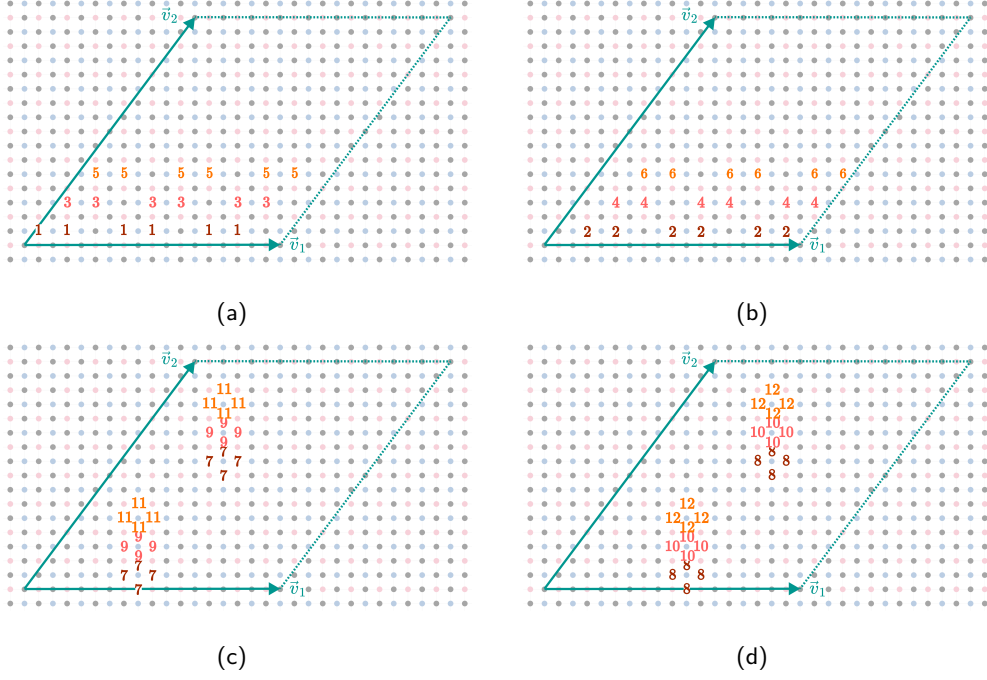 v⃗₂ v⃗₂
5 5 5 5 5 5 6 6 6 6 6 6
3 3 3 3 3 3 4 4 4 4 4 4
1 1 1 1 1 1 2 2 2 2 2 2
v⃗₁ v⃗₁
(a) (b)
v⃗₂ v⃗₂
11 12
11 11 12 12
11 12
9 10
9 9 10 10
9 10
7 8
7 7 8 8
7 8
11 12
11 11 12 12
11 12
9 10
9 9 10 10
9 10
7 8
7 7 8 8
7 8
v⃗₁ v⃗₁
(c) (d)